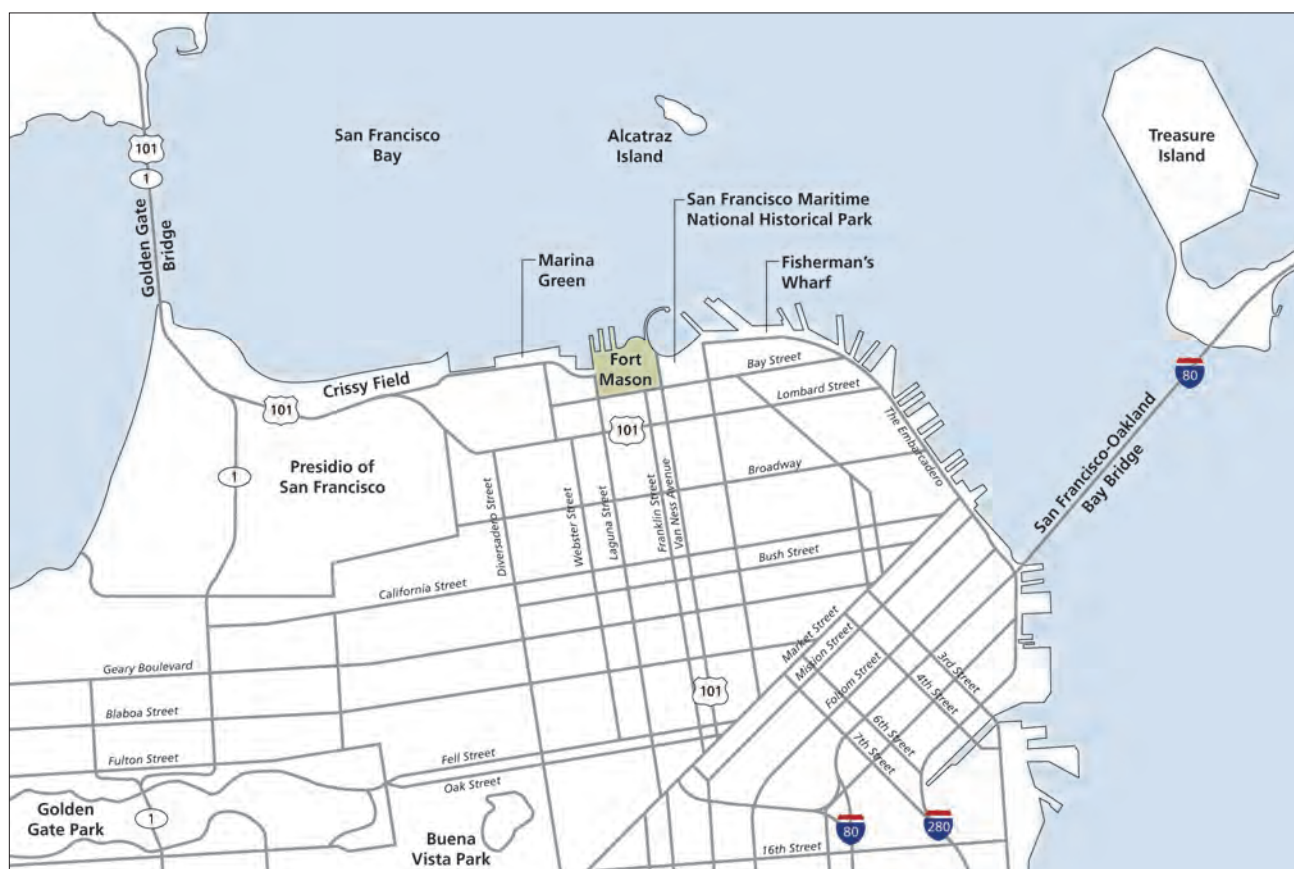 San Francisco
Bay
Alcatraz
Island
Treasure
Island
101
1
Golden Gate
Bridge
San Francisco Maritime
National Historical Park
Marina
Green
Fisherman's
Wharf
Fort
Mason
Crissy Field
Bay Street
Lombard Street
80
101
101
The Embarcadero
San Francisco-Oakland
Bay Bridge
1
Presidio of
San Francisco
Broadway
Diversadero Street
Webster Street
Laguna Street
Franklin Street
Van Ness Avenue
Bush Street
California Street
Market Street
Mission Street
Folsom Street
3rd Street
4th Street
6th Street
7th Street
Geary Boulevard
101
Blaboa Street
Fulton Street
Fell Street
Oak Street
Golden
Gate Park
1
Buena
Vista Park
80
280
16th Street